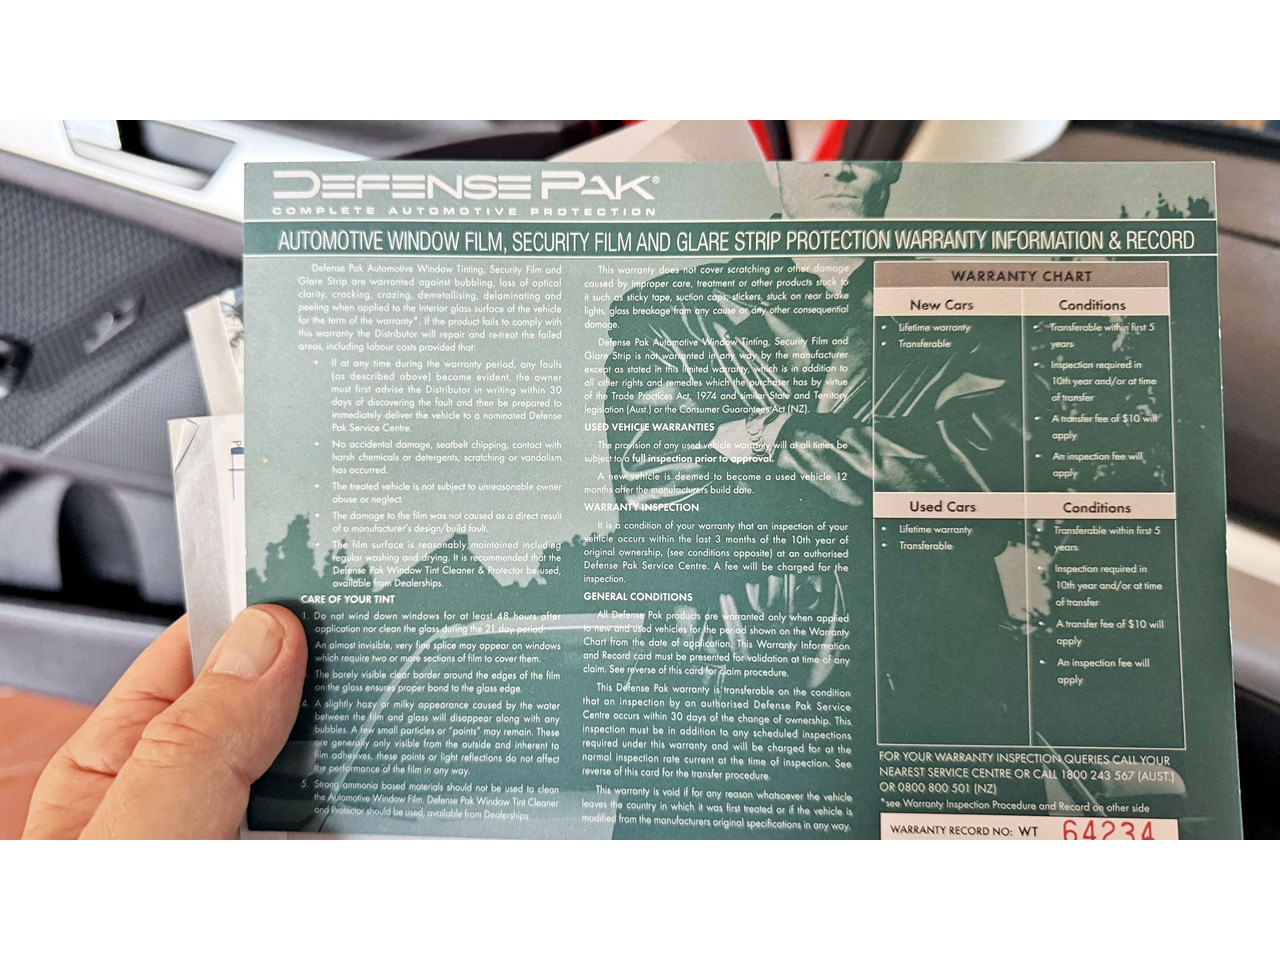 DEFENSE PAK®
COMPLETE AUTOMOTIVE PROTECTION
AUTOMOTIVE WINDOW FILM, SECURITY FILM AND GLARE STRIP PROTECTION WARRANTY INFORMATION & RECORD
Defense Pak Automotive Window Tinting, Security Film and
Glare Strip are warranted against bubbling, loss of optical
clarity, cracking, crazing, demetallising, delaminating and
peeling when applied to the interior glass surface of the vehicle
for the term of the warranty*. If the product fails to comply with
this warranty the Distributor will repair and re-treat the failed
areas, including labour costs provided that:
• If at any time during the warranty period, any faults
(as described above) become evident, the owner
must first advise the Distributor in writing within 30
days of discovering the fault and then be prepared to
immediately deliver the vehicle to a nominated Defense
Pak Service Centre.
• No accidental damage, seatbelt chipping, contact with
harsh chemicals or detergents, scratching or vandalism
has occurred.
• The treated vehicle is not subject to unreasonable owner
abuse or neglect.
• The damage to the film was not caused as a direct result
of a manufacturer's design/build fault.
• The film surface is reasonably maintained including
regular washing and drying. It is recommended that the
Defense Pak Window Tint Cleaner & Protector be used,
available from Dealerships.
CARE OF YOUR TINT
1. Do not wind down windows for at least 48 hours after
application nor clean the glass during the 21 day period.
An almost invisible, very fine splice may appear on windows
which require two or more sections of film to cover them.
The barely visible clear border around the edges of the film
on the glass ensures proper bond to the glass edge.
4. A slightly hazy or milky appearance caused by the water
between the film and glass will disappear along with any
bubbles. A few small particles or "points" may remain. These
are generally only visible from the outside and inherent to
film adhesives, these points or light reflections do not affect
the performance of the film in any way.
5. Strong ammonia based materials should not be used to clean
the Automotive Window Film. Defense Pak Window Tint Cleaner
and Protector should be used, available from Dealerships.
This warranty does not cover scratching or other damage
caused by improper care, treatment or other products stuck to
it such as sticky tape, suction caps, stickers, stuck on rear brake
lights, glass breakage from any cause or any other consequential
damage.
Defense Pak Automotive Window Tinting, Security Film and
Glare Strip is not warranted in any way by the manufacturer
except as stated in this limited warranty, which is in addition to
all other rights and remedies which the purchaser has by virtue
of the Trade Practices Act, 1974 and similar State and Territory
legislation (Aust.) or the Consumer Guarantees Act (NZ).
USED VEHICLE WARRANTIES
The provision of any used vehicle warranty will at all times be
subject to a full inspection prior to approval.
A new vehicle is deemed to become a used vehicle 12
months after the manufacturers build date.
WARRANTY INSPECTION
It is a condition of your warranty that an inspection of your
vehicle occurs within the last 3 months of the 10th year of
original ownership, (see conditions opposite) at an authorised
Defense Pak Service Centre. A fee will be charged for the
inspection.
GENERAL CONDITIONS
All Defense Pak products are warranted only when applied
to new and used vehicles for the period shown on the Warranty
Chart from the date of application. This Warranty Information
and Record card must be presented for validation at time of any
claim. See reverse of this card for claim procedure.
This Defense Pak warranty is transferable on the condition
that an inspection by an authorised Defense Pak Service
Centre occurs within 30 days of the change of ownership. This
inspection must be in addition to any scheduled inspections
required under this warranty and will be charged for at the
normal inspection rate current at the time of inspection. See
reverse of this card for the transfer procedure.
This warranty is void if for any reason whatsoever the vehicle
leaves the country in which it was first treated or if the vehicle is
modified from the manufacturers original specifications in any way.
WARRANTY CHART
New Cars
• Lifetime warranty
• Transferable
Conditions
• Transferable within first 5
years
• Inspection required in
10th year and/or at time
of transfer
• A transfer fee of $10 will
apply
• An inspection fee will
apply
Used Cars
• Lifetime warranty
• Transferable
Conditions
Transferable within first 5
years
• Inspection required in
10th year and/or at time
of transfer
• A transfer fee of $10 will
apply
• An inspection fee will
apply
FOR YOUR WARRANTY INSPECTION QUERIES CALL YOUR
NEAREST SERVICE CENTRE OR CALL 1800 243 567 (AUST.)
OR 0800 800 501 (NZ)
*see Warranty Inspection Procedure and Record on other side
WARRANTY RECORD NO: WT 64234